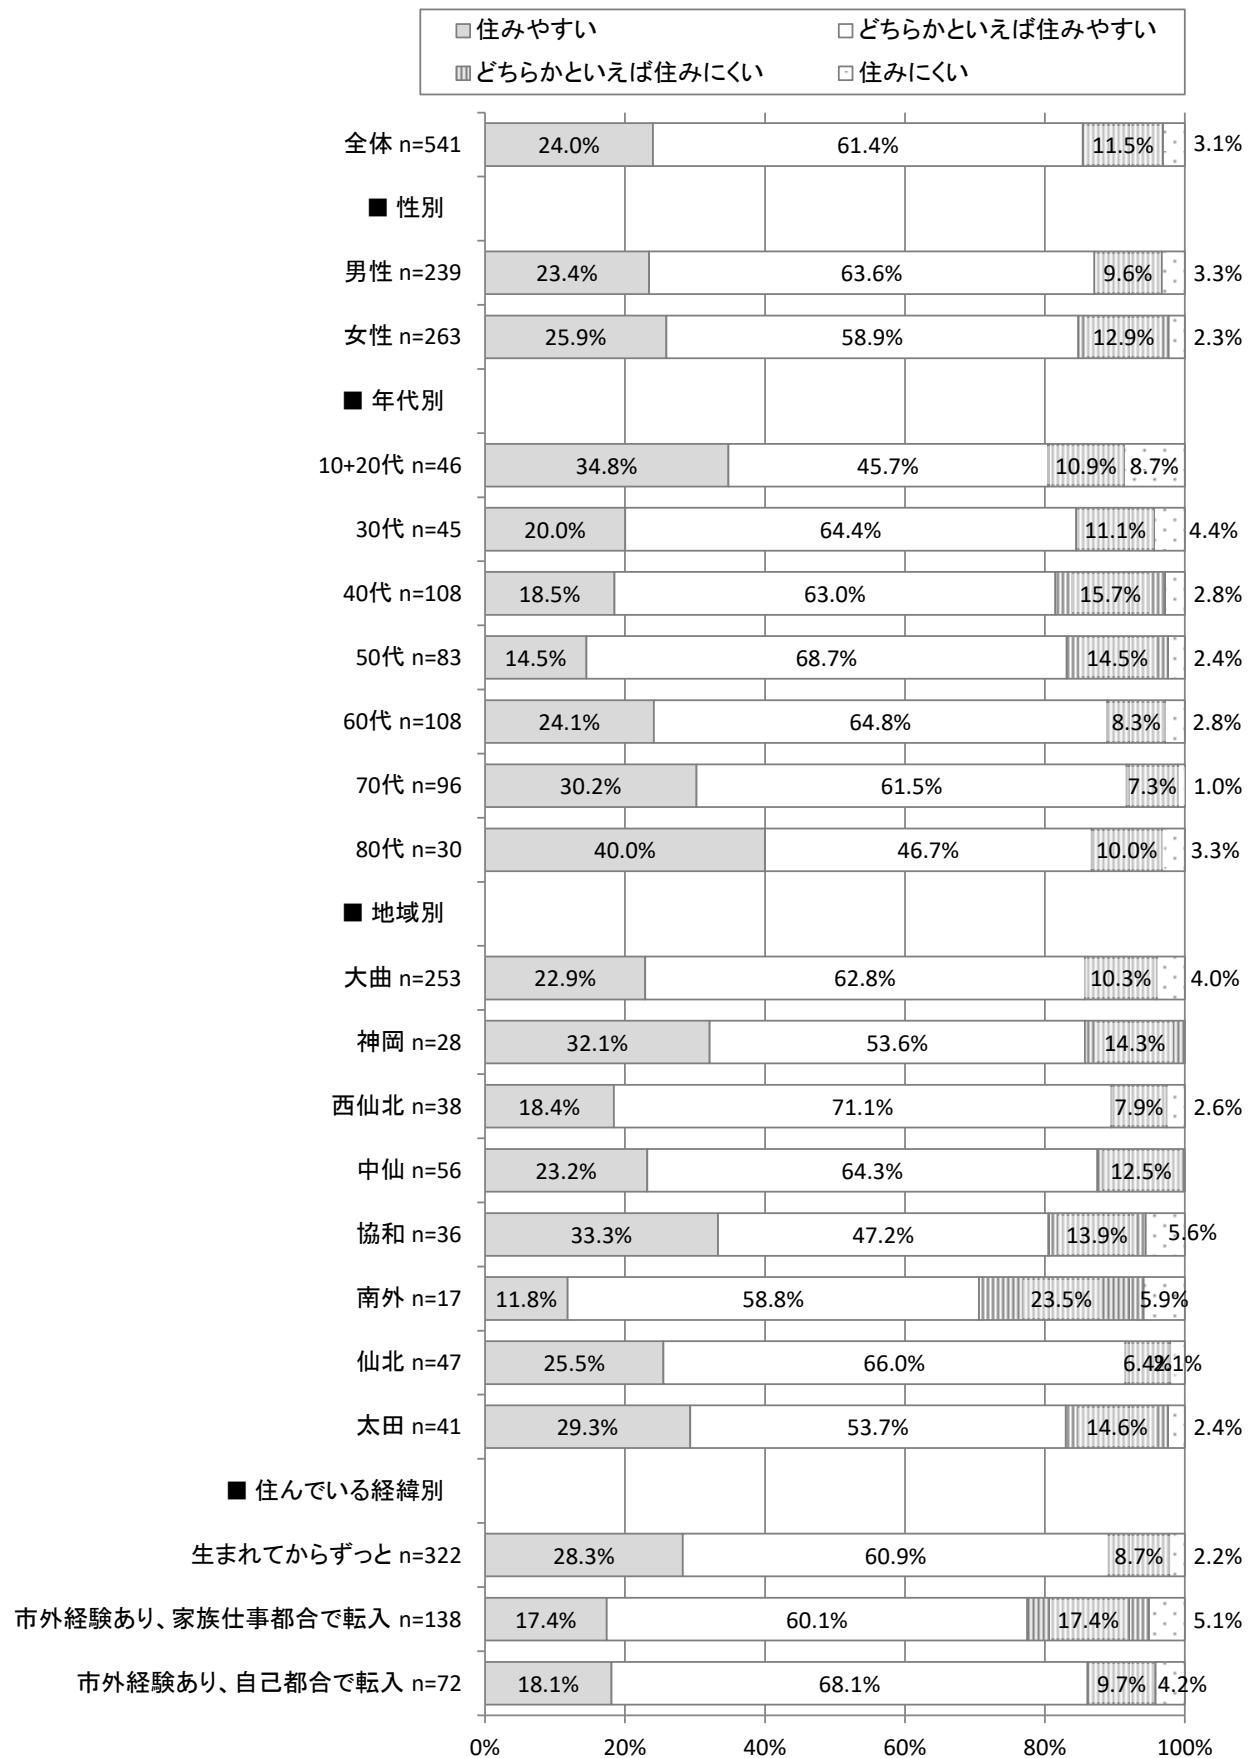 住みやすい どちらかといえば住みやすい
どちらかといえば住みにくい 住みにくい
全体 n=541 24.0% 61.4% 11.5% 3.1%
■ 性別
男性 n=239 23.4% 63.6% 9.6% 3.3%
女性 n=263 25.9% 58.9% 12.9% 2.3%
■ 年代別
10+20代 n=46 34.8% 45.7% 10.9% 8.7%
30代 n=45 20.0% 64.4% 11.1% 4.4%
40代 n=108 18.5% 63.0% 15.7% 2.8%
50代 n=83 14.5% 68.7% 14.5% 2.4%
60代 n=108 24.1% 64.8% 8.3% 2.8%
70代 n=96 30.2% 61.5% 7.3% 1.0%
80代 n=30 40.0% 46.7% 10.0% 3.3%
■ 地域別
大曲 n=253 22.9% 62.8% 10.3% 4.0%
神岡 n=28 32.1% 53.6% 14.3%
西仙北 n=38 18.4% 71.1% 7.9% 2.6%
中仙 n=56 23.2% 64.3% 12.5%
協和 n=36 33.3% 47.2% 13.9% 5.6%
南外 n=17 11.8% 58.8% 23.5% 5.9%
仙北 n=47 25.5% 66.0% 6.4% 2.1%
太田 n=41 29.3% 53.7% 14.6% 2.4%
■ 住んでいる経緯別
生まれてからずっと n=322 28.3% 60.9% 8.7% 2.2%
市外経験あり、家族仕事都合で転入 n=138 17.4% 60.1% 17.4% 5.1%
市外経験あり、自己都合で転入 n=72 18.1% 68.1% 9.7% 4.2%
0% 20% 40% 60% 80% 100%